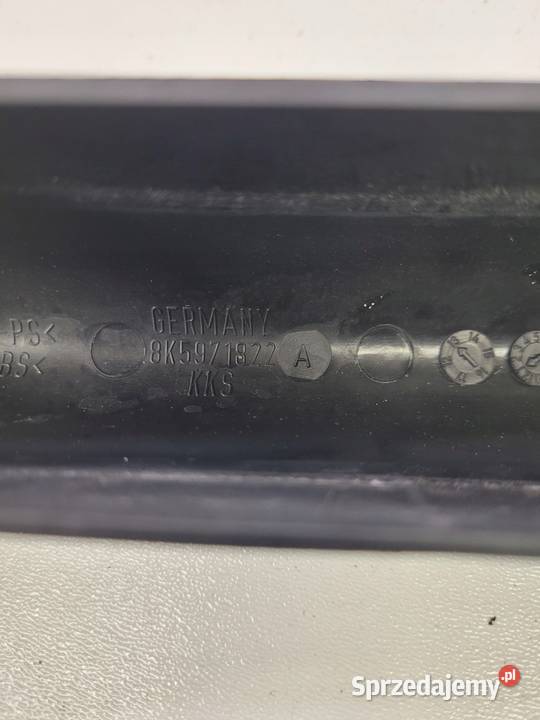 PS<
BS<
GERMANY
8K5971822
A
KKS
Sprzedajemy.pl